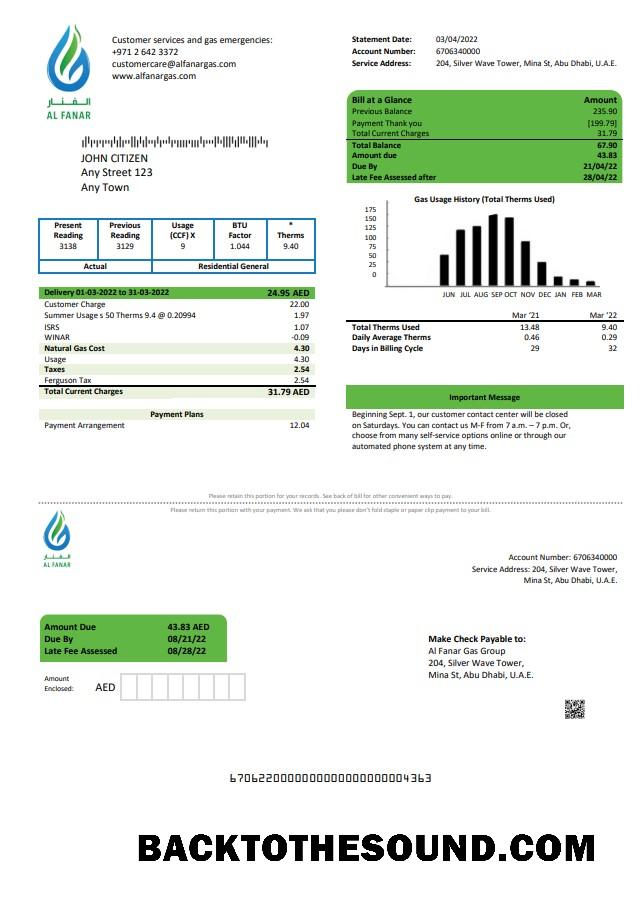 Customer services and gas emergencies:
+971 2 642 3372
customercare@alfanargas.com
www.alfanargas.com
الـفـنـار
AL FANAR
Statement Date: 03/04/2022
Account Number: 6706340000
Service Address: 204, Silver Wave Tower, Mina St, Abu Dhabi, U.A.E.
JOHN CITIZEN
Any Street 123
Any Town
Bill at a Glance Amount
Previous Balance 235.90
Payment Thank you [199.79]
Total Current Charges 31.79
Total Balance 67.90
Amount due 43.83
Due By 21/04/22
Late Fee Assessed after 28/04/22
Present Reading Previous Reading Usage (CCF) X BTU Factor * Therms
3138 3129 9 1.044 9.40
Actual Residential General
Gas Usage History (Total Therms Used)
175
150
125
100
75
50
25
0
JUN JUL AUG SEP OCT NOV DEC JAN FEB MAR
Delivery 01-03-2022 to 31-03-2022 24.95 AED
Customer Charge 22.00
Summer Usage s 50 Therms 9.4 @ 0.20994 1.97
ISRS 1.07
WINAR -0.09
Natural Gas Cost 4.30
Usage 4.30
Taxes 2.54
Ferguson Tax 2.54
Total Current Charges 31.79 AED
Payment Plans
Payment Arrangement 12.04
Mar '21 Mar '22
Total Therms Used 13.48 9.40
Daily Average Therms 0.46 0.29
Days in Billing Cycle 29 32
Important Message
Beginning Sept. 1, our customer contact center will be closed
on Saturdays. You can contact us M-F from 7 a.m. – 7 p.m. Or,
choose from many self-service options online or through our
automated phone system at any time.
Please retain this portion for your records. See back of bill for other convenient ways to pay.
Please return this portion with your payment. We ask that you please don't fold staple or paper clip payment to your bill.
الـفـنـار
AL FANAR
Account Number: 6706340000
Service Address: 204, Silver Wave Tower,
Mina St, Abu Dhabi, U.A.E.
Amount Due 43.83 AED
Due By 08/21/22
Late Fee Assessed 08/28/22
Amount
Enclosed: AED
Make Check Payable to:
Al Fanar Gas Group
204, Silver Wave Tower,
Mina St, Abu Dhabi, U.A.E.
BACKTOTHESOUND.COM